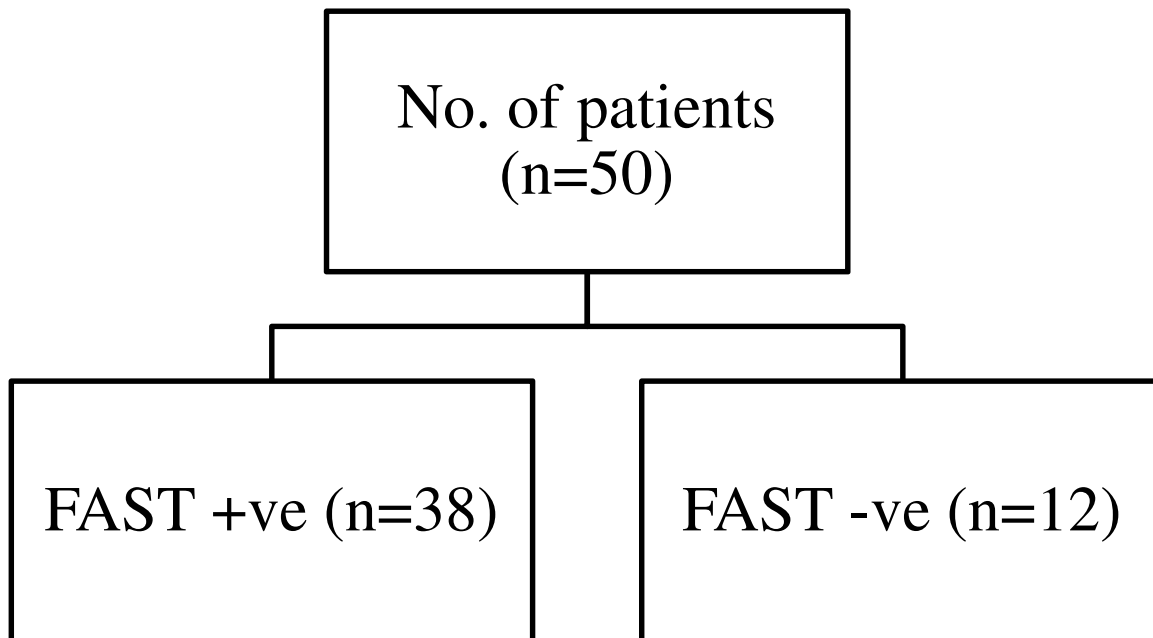 No. of patients
(n=50)
FAST +ve (n=38)
FAST -ve (n=12)